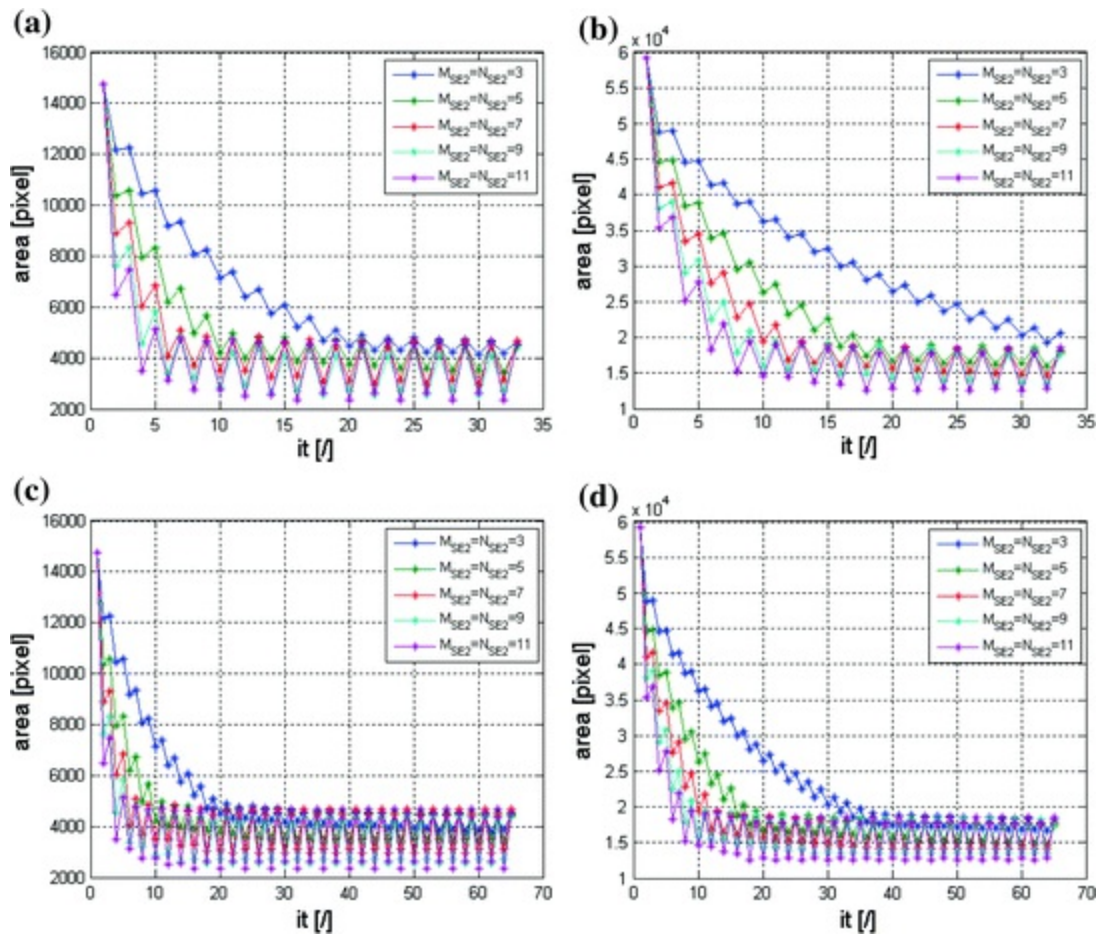 (a)
16000
14000
12000
10000
8000
6000
4000
2000
area [pixel]
0 5 10 15 20 25 30 35
it [/]
M_SE2=N_SE2=3
M_SE2=N_SE2=5
M_SE2=N_SE2=7
M_SE2=N_SE2=9
M_SE2=N_SE2=11
(b)
x 10^4
6
5.5
5
4.5
4
3.5
3
2.5
2
1.5
1
area [pixel]
0 5 10 15 20 25 30 35
it [/]
M_SE2=N_SE2=3
M_SE2=N_SE2=5
M_SE2=N_SE2=7
M_SE2=N_SE2=9
M_SE2=N_SE2=11
(c)
16000
14000
12000
10000
8000
6000
4000
2000
area [pixel]
0 10 20 30 40 50 60 70
it [/]
M_SE2=N_SE2=3
M_SE2=N_SE2=5
M_SE2=N_SE2=7
M_SE2=N_SE2=9
M_SE2=N_SE2=11
(d)
x 10^4
6
5.5
5
4.5
4
3.5
3
2.5
2
1.5
1
area [pixel]
0 10 20 30 40 50 60 70
it [/]
M_SE2=N_SE2=3
M_SE2=N_SE2=5
M_SE2=N_SE2=7
M_SE2=N_SE2=9
M_SE2=N_SE2=11